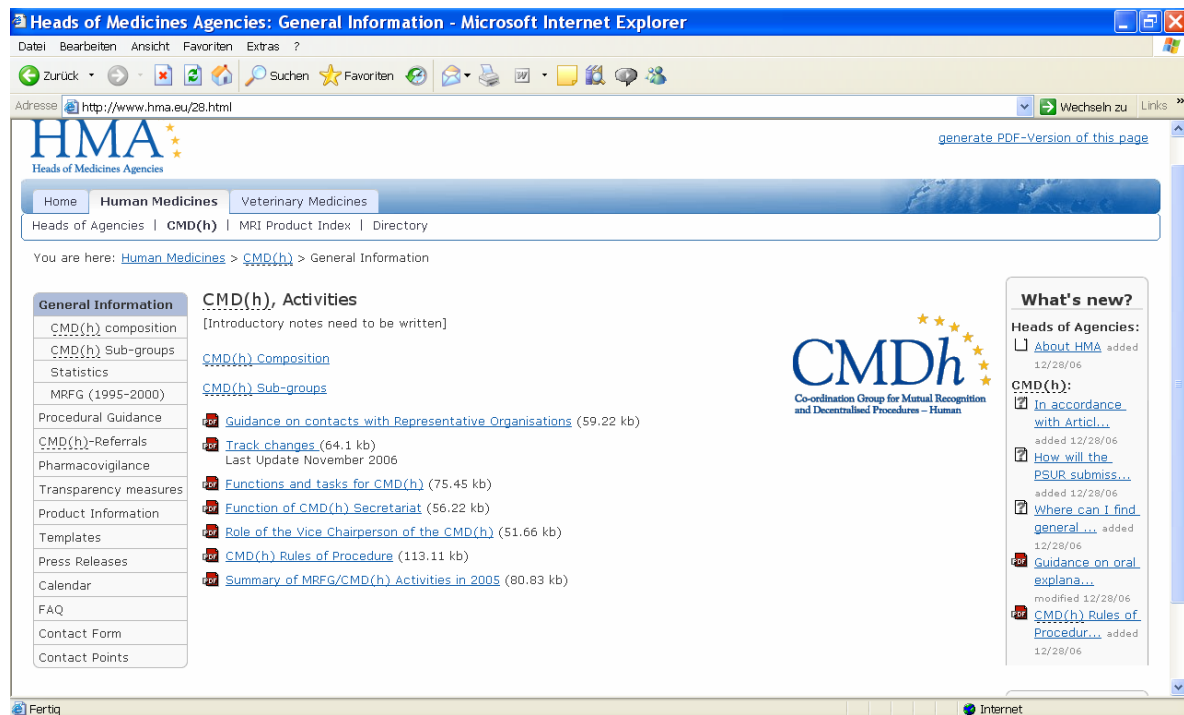 Heads of Medicines Agencies: General Information - Microsoft Internet Explorer
Datei Bearbeiten Ansicht Favoriten Extras ?
Zurück Suchen Favoriten
Adresse http://www.hma.eu/28.html Wechseln zu Links »
HMA
Heads of Medicines Agencies
generate PDF-Version of this page
Home Human Medicines Veterinary Medicines
Heads of Agencies | CMD(h) | MRI Product Index | Directory
You are here: Human Medicines > CMD(h) > General Information
General Information
CMD(h) composition
CMD(h) Sub-groups
Statistics
MRFG (1995-2000)
Procedural Guidance
CMD(h)-Referrals
Pharmacovigilance
Transparency measures
Product Information
Templates
Press Releases
Calendar
FAQ
Contact Form
Contact Points
CMD(h), Activities
[Introductory notes need to be written]
CMD(h) Composition
CMD(h) Sub-groups
Guidance on contacts with Representative Organisations (59.22 kb)
Track changes (64.1 kb)
Last Update November 2006
Functions and tasks for CMD(h) (75.45 kb)
Function of CMD(h) Secretariat (56.22 kb)
Role of the Vice Chairperson of the CMD(h) (51.66 kb)
CMD(h) Rules of Procedure (113.11 kb)
Summary of MRFG/CMD(h) Activities in 2005 (80.83 kb)
CMDh
Co-ordination Group for Mutual Recognition
and Decentralised Procedures – Human
What's new?
Heads of Agencies:
About HMA added
12/28/06
CMD(h):
In accordance
with Articl...
added 12/28/06
How will the
PSUR submiss...
added 12/28/06
Where can I find
general ... added
12/28/06
Guidance on oral
explana...
modified 12/28/06
CMD(h) Rules of
Procedur... added
12/28/06
Fertig Internet